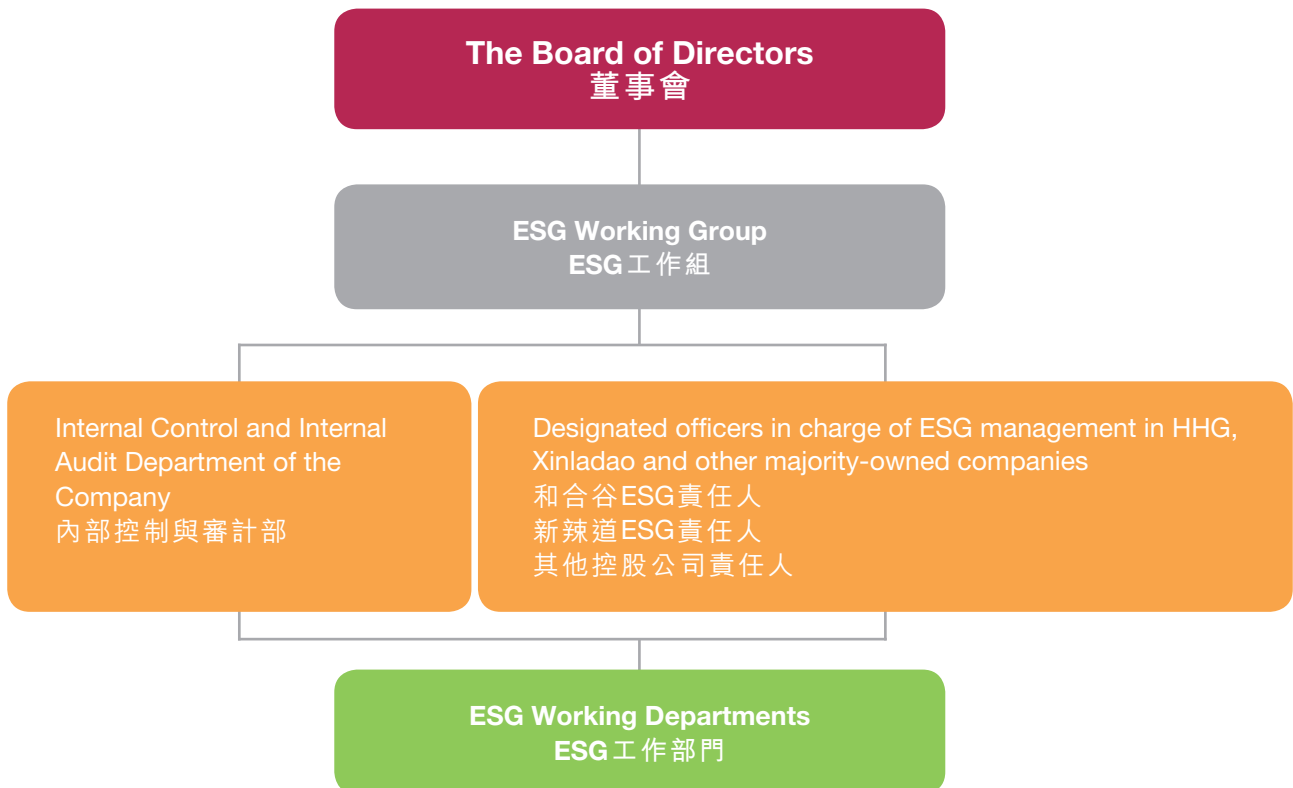 The Board of Directors
董事會
ESG Working Group
ESG工作組
Internal Control and Internal
Audit Department of the
Company
內部控制與審計部
Designated officers in charge of ESG management in HHG,
Xinladao and other majority-owned companies
和合谷ESG責任人
新辣道ESG責任人
其他控股公司責任人
ESG Working Departments
ESG工作部門